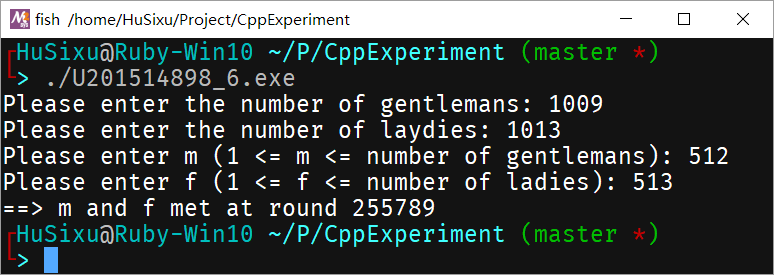 fish /home/HuSixu/Project/CppExperiment
HuSixu@Ruby-Win10 ~/P/CppExperiment (master *)
> ./U201514898_6.exe
Please enter the number of gentlemans: 1009
Please enter the number of laydies: 1013
Please enter m (1 <= m <= number of gentlemans): 512
Please enter f (1 <= f <= number of ladies): 513
==> m and f met at round 255789
HuSixu@Ruby-Win10 ~/P/CppExperiment (master *)
>